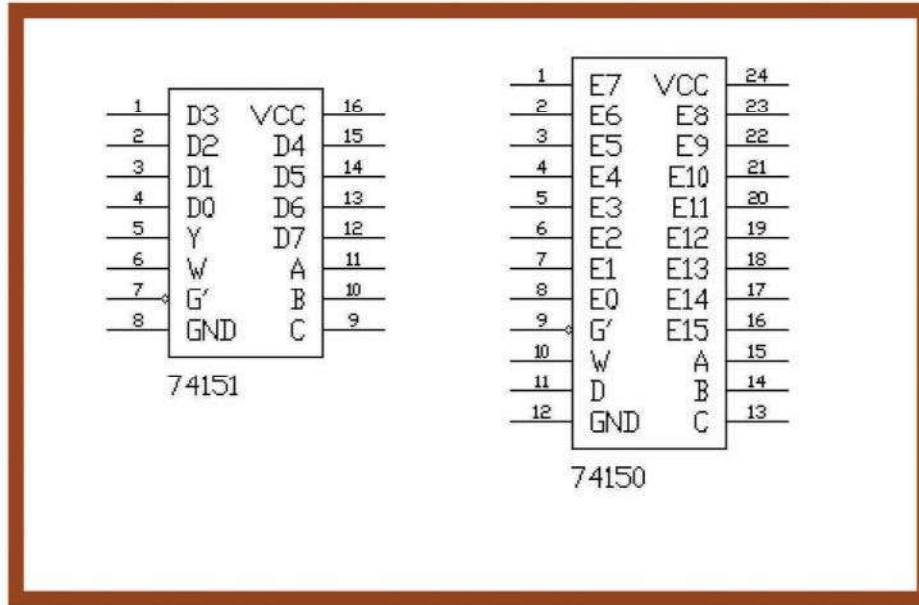 1 D3 VCC 16
2 D2 D4 15
3 D1 D5 14
4 D0 D6 13
5 Y D7 12
6 W A 11
7 G′ B 10
8 GND C 9
74151
1 E7 VCC 24
2 E6 E8 23
3 E5 E9 22
4 E4 E10 21
5 E3 E11 20
6 E2 E12 19
7 E1 E13 18
8 E0 E14 17
9 G′ E15 16
10 W A 15
11 D B 14
12 GND C 13
74150